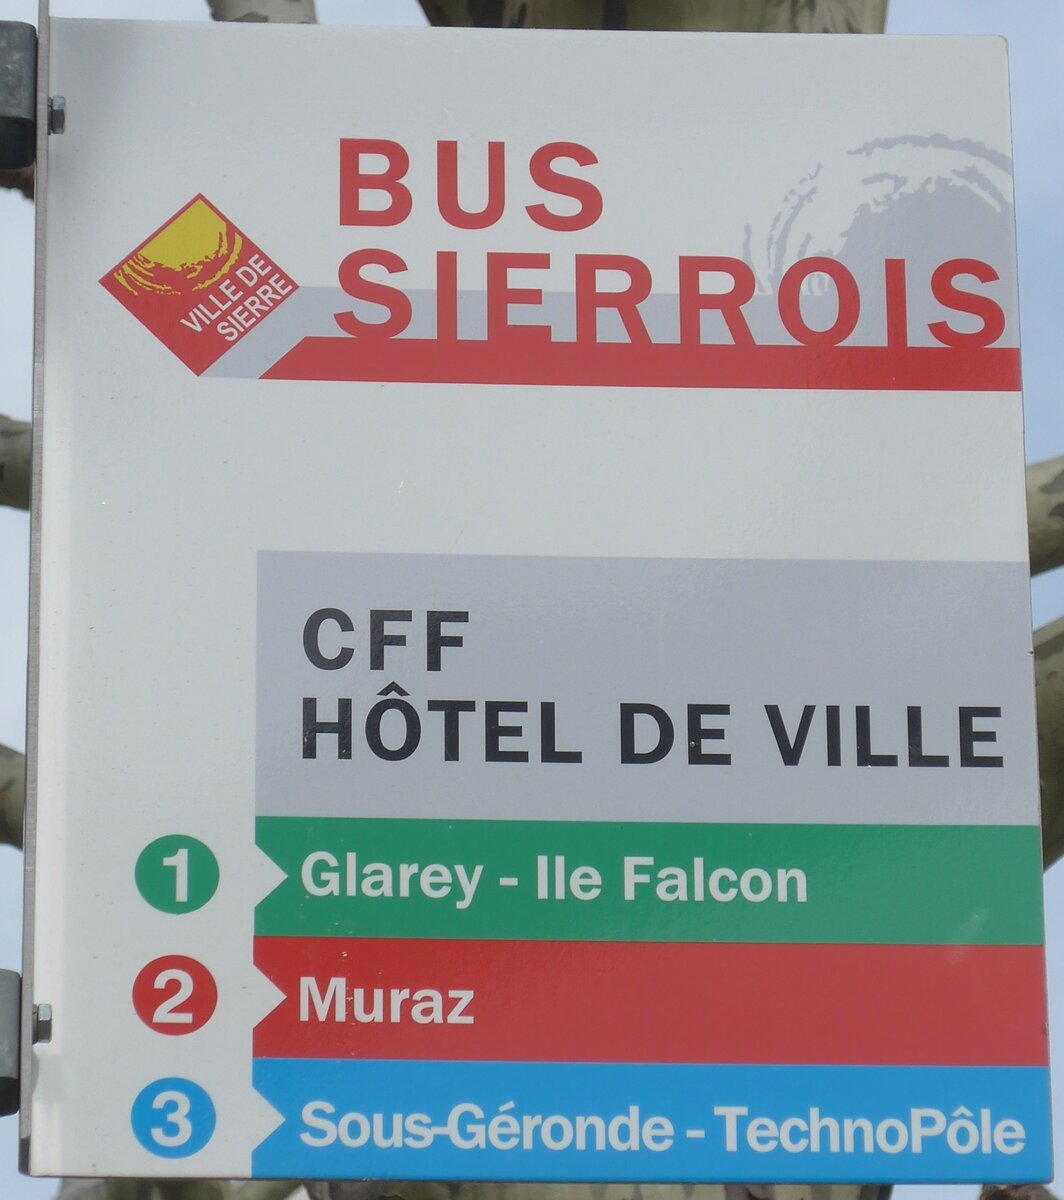 BUS
SIERROIS
VILLE DE
SIERRE
CFF
HÔTEL DE VILLE
1 Glarey - Ile Falcon
2 Muraz
3 Sous-Géronde - TechnoPôle